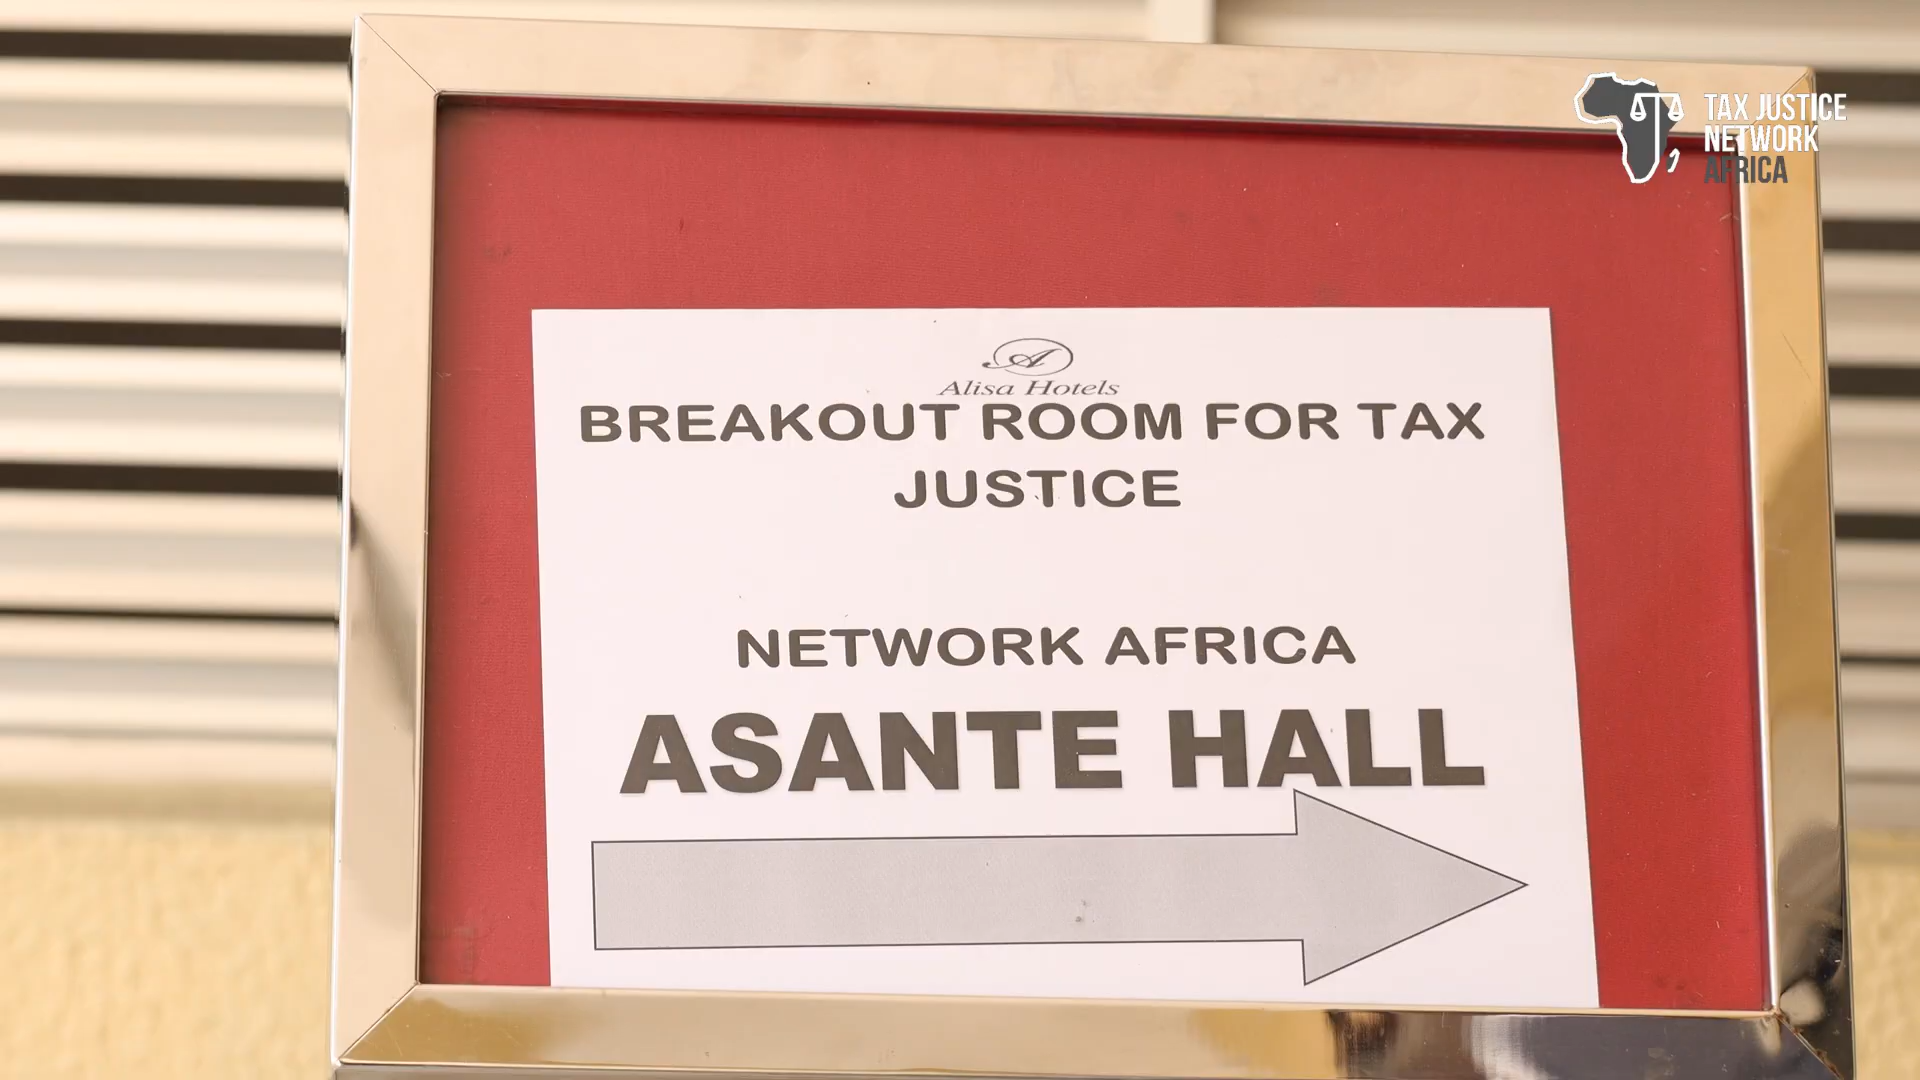 TAX JUSTICE
NETWORK
AFRICA
A
Alisa Hotels
BREAKOUT ROOM FOR TAX
JUSTICE
NETWORK AFRICA
ASANTE HALL